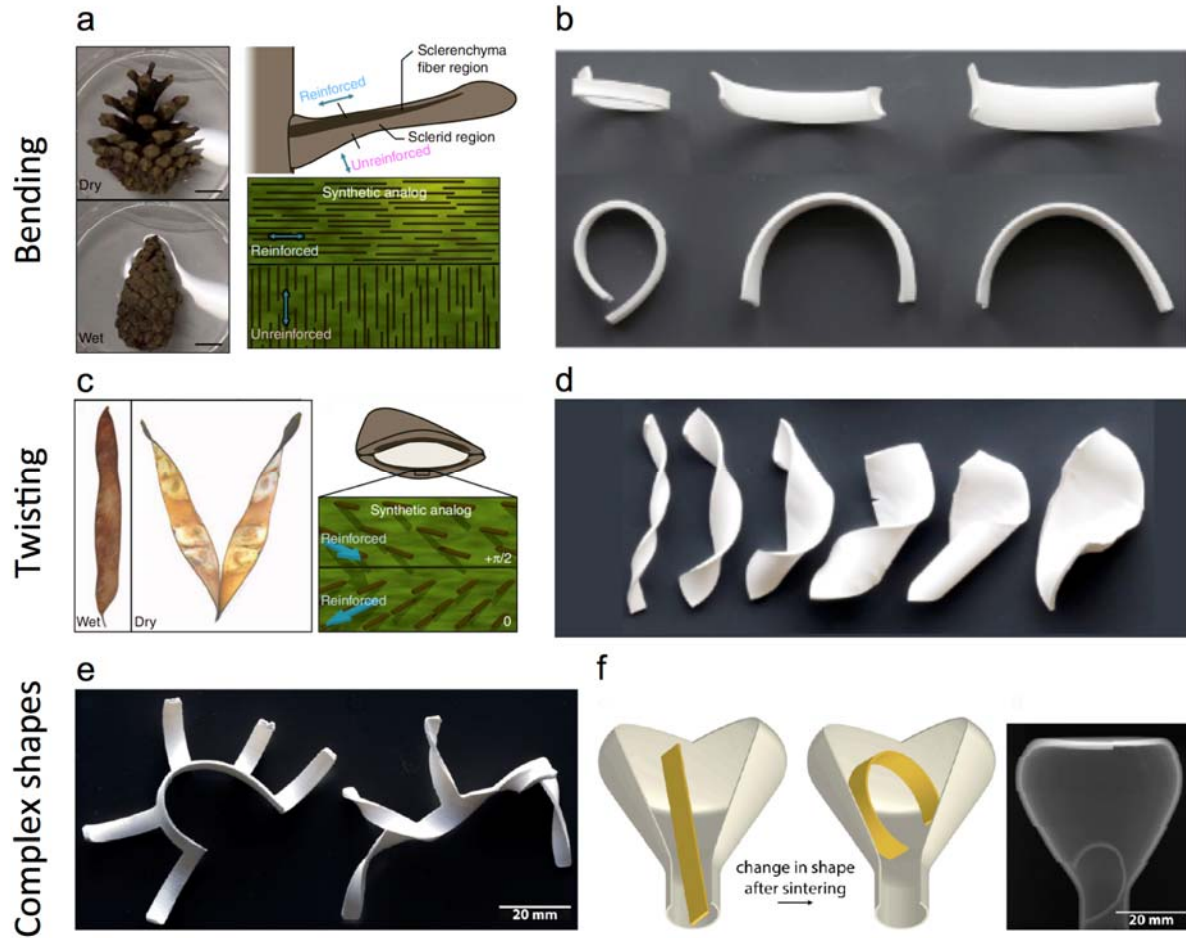 Bending
a
Dry
Wet
Sclerenchyma
fiber region
Reinforced
Sclerid region
Unreinforced
Synthetic analog
Reinforced
Unreinforced
b
Twisting
c
Wet
Dry
Synthetic analog
Reinforced
+π/2
Reinforced
0
d
Complex shapes
e
20 mm
f
change in shape
after sintering
20 mm